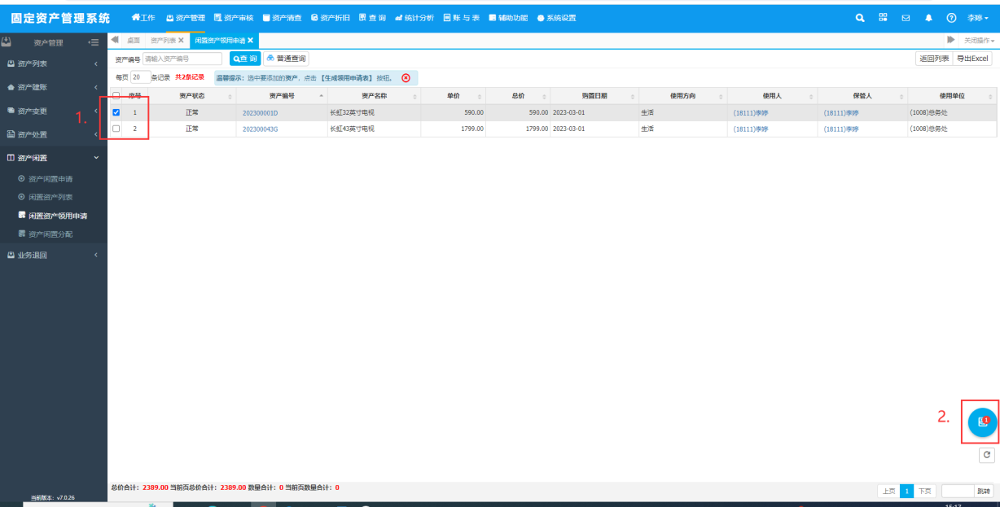 固定资产管理系统 工作 资产管理 资产审核 资产清查 资产折旧 查 询 统计分析 账 与 表 辅助功能 系统设置 李婷
资产管理 桌面 资产列表 闲置资产领用申请 关闭操作
资产列表
资产编号 请输入资产编号 查 询 普通查询 返回列表 导出Excel
每页 20 条记录 共2条记录 温馨提示：选中要添加的资产，点击【生成领用申请表】按钮。
资产建账
序号 资产状态 资产编号 资产名称 单价 总价 购置日期 使用方向 使用人 保管人 使用单位
资产变更
1 正常 202300001D 长虹32英寸电视 590.00 590.00 2023-03-01 生活 (18111)李婷 (18111)李婷 (1008)总务处
1.
2 正常 202300043G 长虹43英寸电视 1799.00 1799.00 2023-03-01 生活 (18111)李婷 (18111)李婷 (1008)总务处
资产处置
资产闲置
资产闲置申请
闲置资产列表
闲置资产领用申请
资产闲置分配
业务退回
2.
1
总价合计：2389.00 当前页总价合计：2389.00 数量合计：0 当前页数量合计：0
上页 1 下页 跳转
当前版本：v7.0.26
15:17